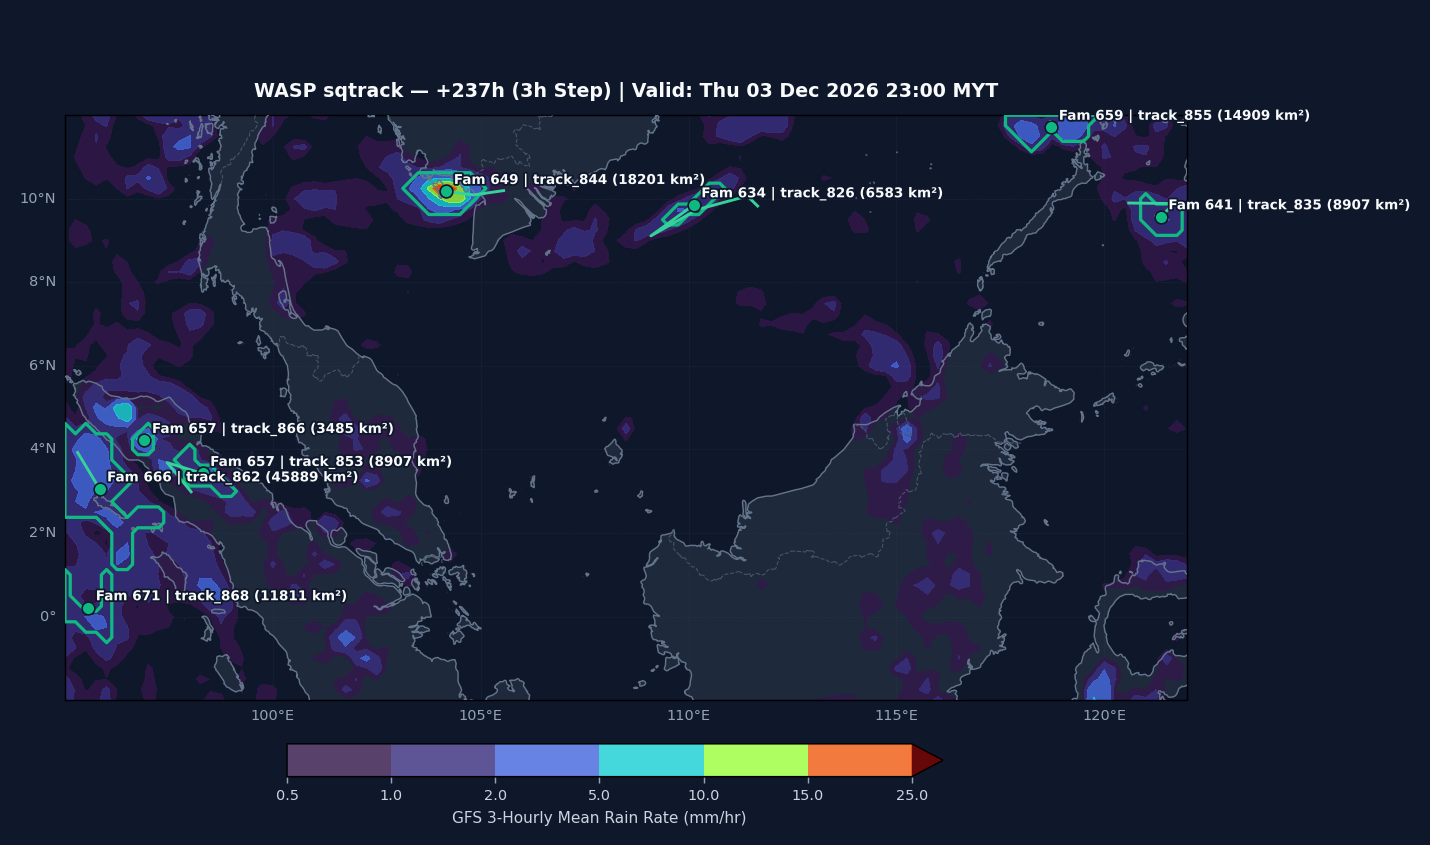 WASP sqtrack — +237h (3h Step) | Valid: Thu 03 Dec 2026 23:00 MYT
Fam 659 | track_855 (14909 km²)
Fam 649 | track_844 (18201 km²)
Fam 634 | track_826 (6583 km²)
Fam 641 | track_835 (8907 km²)
10°N
8°N
6°N
4°N
2°N
0°
Fam 657 | track_866 (3485 km²)
Fam 657 | track_853 (8907 km²)
Fam 666 | track_862 (45889 km²)
Fam 671 | track_868 (11811 km²)
100°E 105°E 110°E 115°E 120°E
0.5 1.0 2.0 5.0 10.0 15.0 25.0
GFS 3-Hourly Mean Rain Rate (mm/hr)